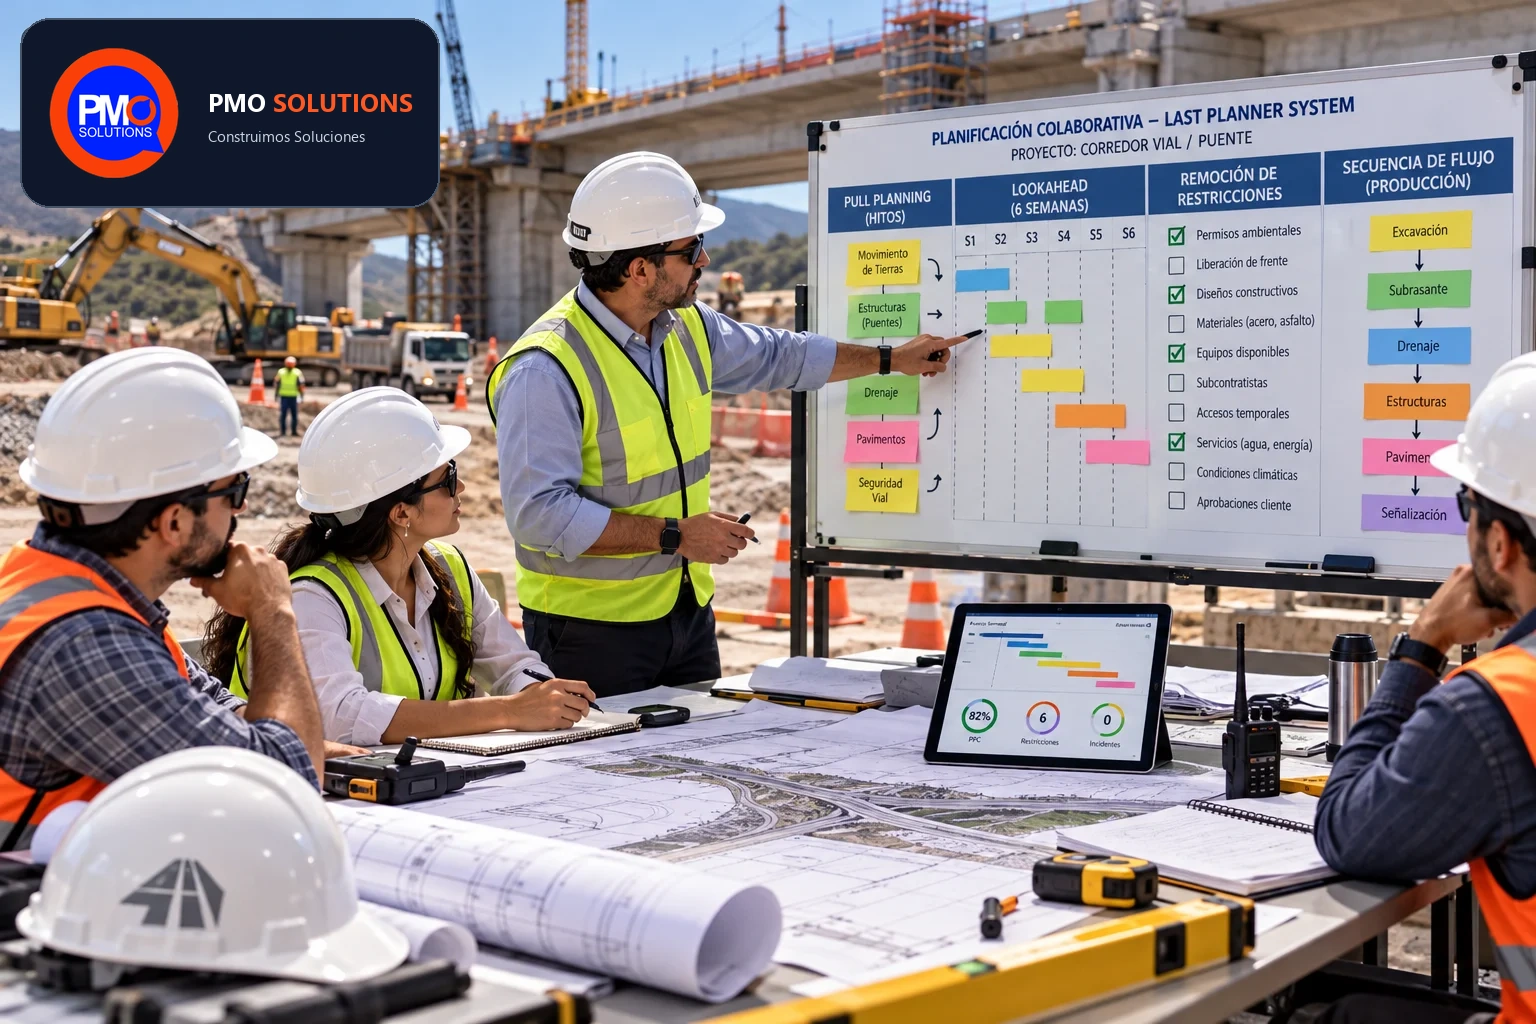 PMO
SOLUTIONS
PMO SOLUTIONS
Construimos Soluciones
PLANIFICACIÓN COLABORATIVA – LAST PLANNER SYSTEM
PROYECTO: CORREDOR VIAL / PUENTE
PULL PLANNING
(HITOS)
Movimiento
de Tierras
Estructuras
(Puentes)
Drenaje
Pavimentos
Seguridad
Vial
LOOKAHEAD
(6 SEMANAS)
S1 S2 S3 S4 S5 S6
REMOCIÓN DE
RESTRICCIONES
Permisos ambientales
Liberación de frente
Diseños constructivos
Materiales (acero, asfalto)
Equipos disponibles
Subcontratistas
Accesos temporales
Servicios (agua, energía)
Condiciones climáticas
Aprobaciones cliente
SECUENCIA DE FLUJO
(PRODUCCIÓN)
Excavación
Subrasante
Drenaje
Estructuras
Pavimen
Señalización
82%
PPC
6
Restricciones
0
Incidentes